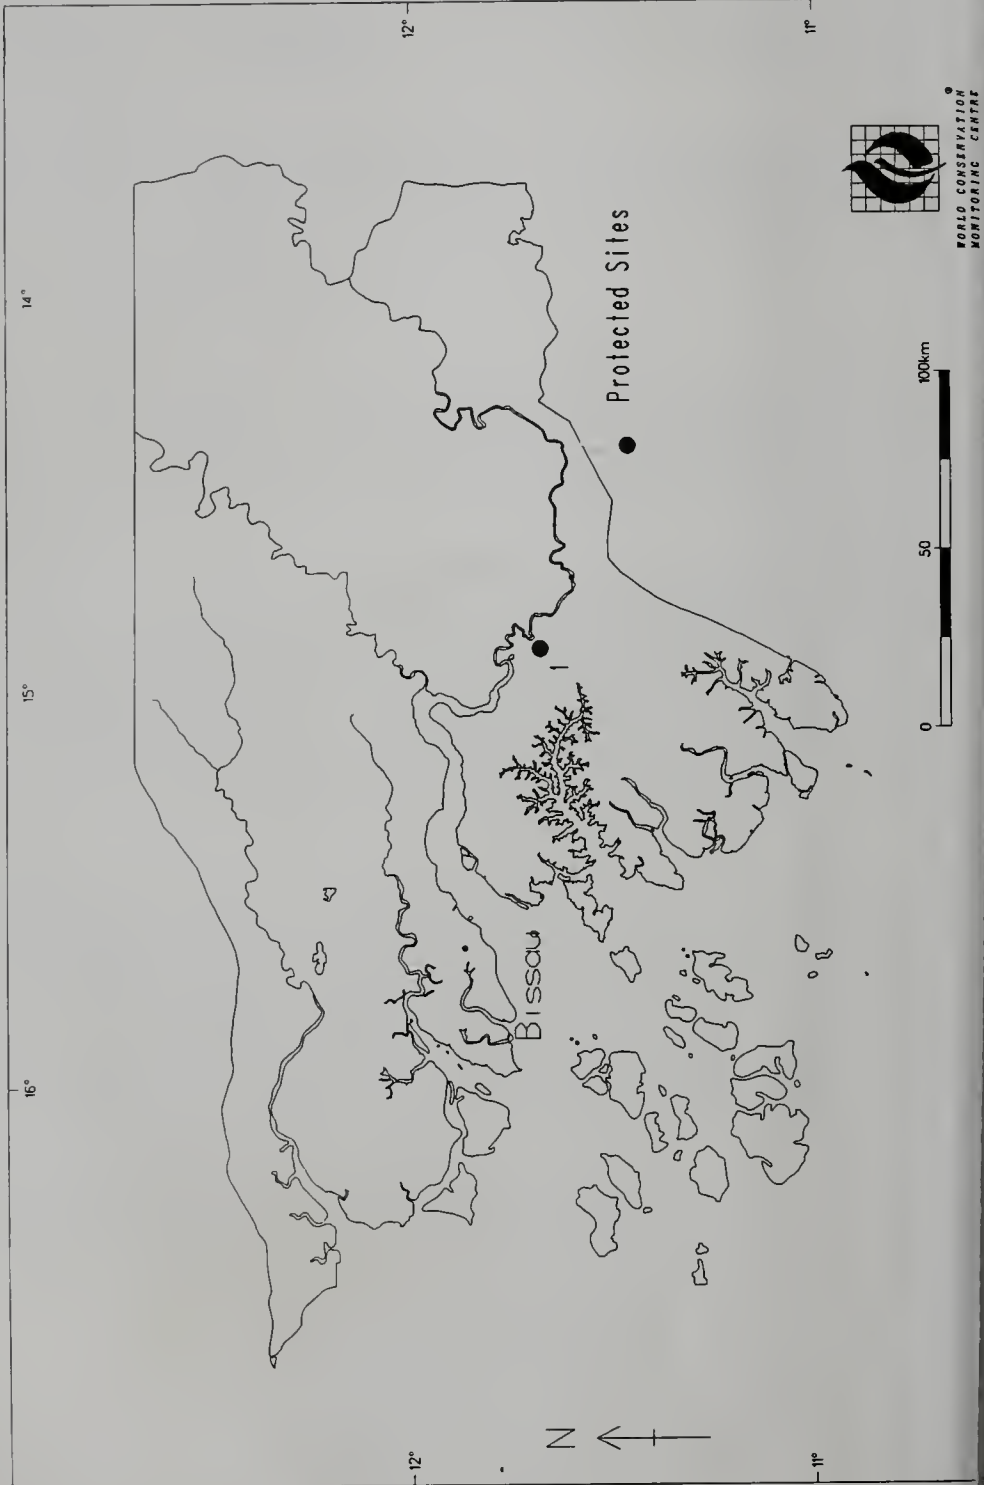 16°
15°
14°
12°
12°
Bissau
1
Protected Sites
11°
11°
N
0
50
100km
WORLD CONSERVATION
MONITORING CENTRE
®